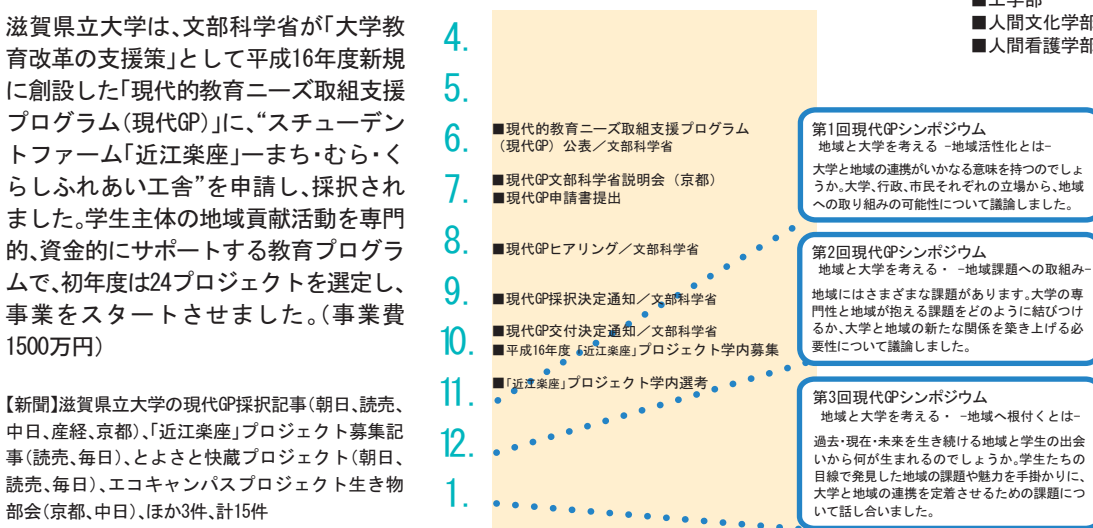 滋賀県立大学は、文部科学省が「大学教
育改革の支援策」として平成16年度新規
に創設した「現代的教育ニーズ取組支援
プログラム(現代GP)」に、“スチューデン
トファーム「近江楽座」ーまち・むら・く
らしふれあい工舎”を申請し、採択され
ました。学生主体の地域貢献活動を専門
的、資金的にサポートする教育プログラ
ムで、初年度は24プロジェクトを選定し、
事業をスタートさせました。(事業費
1500万円)
【新聞】滋賀県立大学の現代GP採択記事(朝日、読売、
中日、産経、京都)、「近江楽座」プロジェクト募集記
事(読売、毎日)、とよさと快蔵プロジェクト(朝日、
読売、毎日)、エコキャンパスプロジェクト生き物
部会(京都、中日)、ほか3件、計15件
4.
5.
6.
■現代的教育ニーズ取組支援プログラム
(現代GP)公表/文部科学省
7.
■現代GP文部科学省説明会(京都)
■現代GP申請書提出
8.
■現代GPヒアリング/文部科学省
9.
■現代GP採択決定通知/文部科学省
10.
■現代GP交付決定通知/文部科学省
■平成16年度「近江楽座」プロジェクト学内募集
11.
■「近江楽座」プロジェクト学内選考
12.
1.
■工学部
■人間文化学部
■人間看護学部
第1回現代GPシンポジウム
地域と大学を考える -地域活性化とは-
大学と地域の連携がいかなる意味を持つのでしょ
うか。大学、行政、市民それぞれの立場から、地域
への取り組みの可能性について議論しました。
第2回現代GPシンポジウム
地域と大学を考える・ -地域課題への取組み-
地域にはさまざまな課題があります。大学の専
門性と地域が抱える課題をどのように結びつけ
るか、大学と地域の新たな関係を築き上げる必
要性について議論しました。
第3回現代GPシンポジウム
地域と大学を考える・ -地域へ根付くとは-
過去・現在・未来を生き続ける地域と学生の出会
いから何が生まれるのでしょうか。学生たちの
目線で発見した地域の課題や魅力を手掛かりに、
大学と地域の連携を定着させるための課題につ
いて話し合いました。